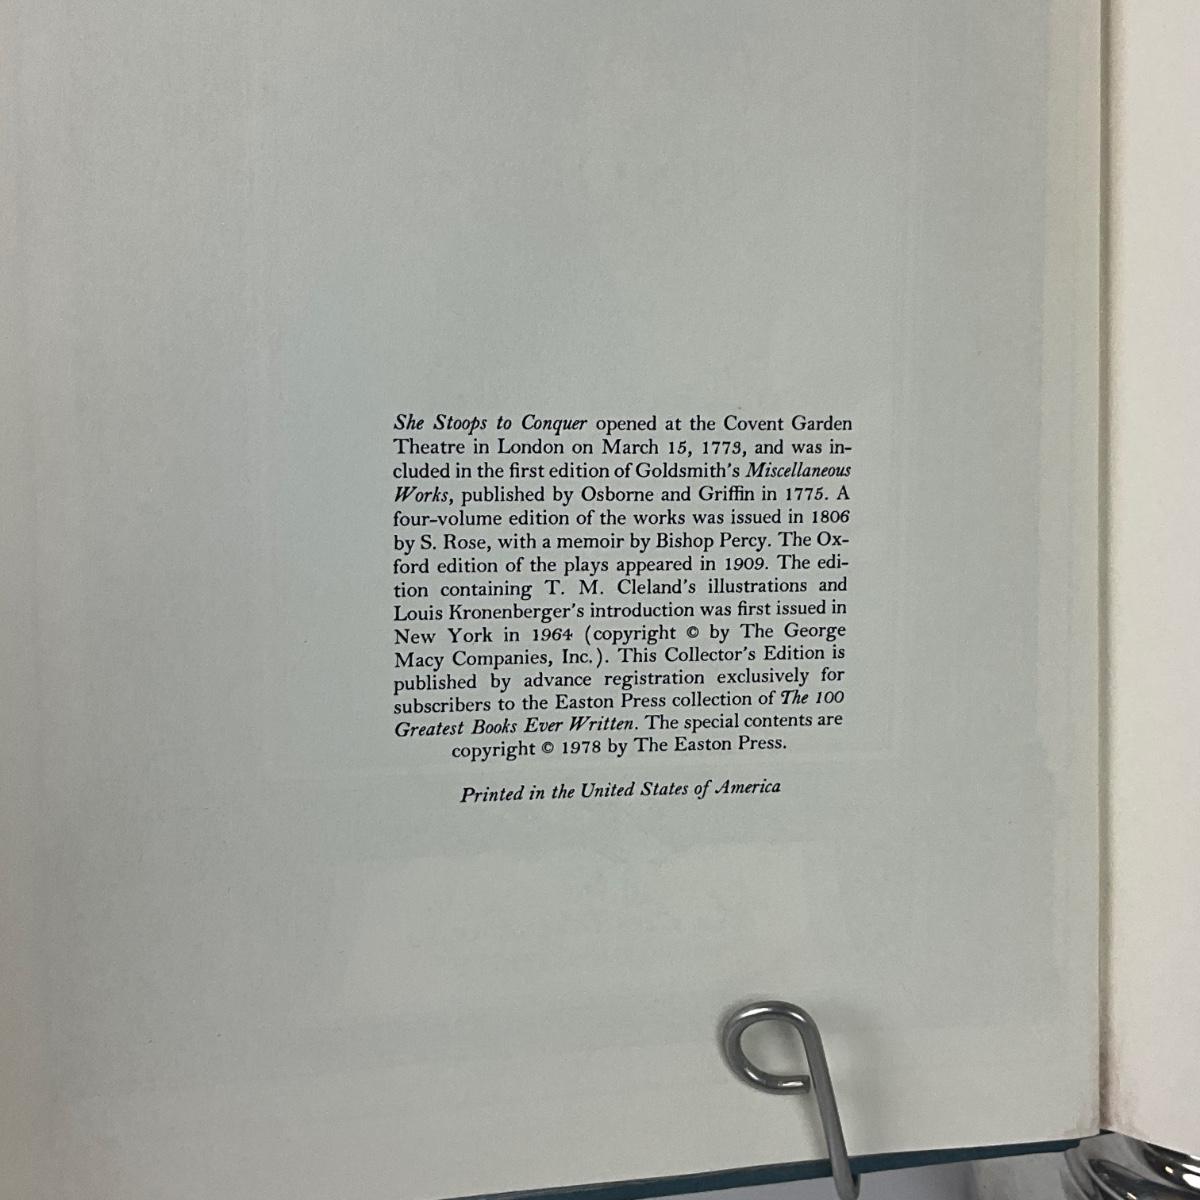 She Stoops to Conquer opened at the Covent Garden
Theatre in London on March 15, 1773, and was in-
cluded in the first edition of Goldsmith's Miscellaneous
Works, published by Osborne and Griffin in 1775. A
four-volume edition of the works was issued in 1806
by S. Rose, with a memoir by Bishop Percy. The Ox-
ford edition of the plays appeared in 1909. The edi-
tion containing T. M. Cleland's illustrations and
Louis Kronenberger's introduction was first issued in
New York in 1964 (copyright © by The George
Macy Companies, Inc.). This Collector's Edition is
published by advance registration exclusively for
subscribers to the Easton Press collection of The 100
Greatest Books Ever Written. The special contents are
copyright © 1978 by The Easton Press.
Printed in the United States of America